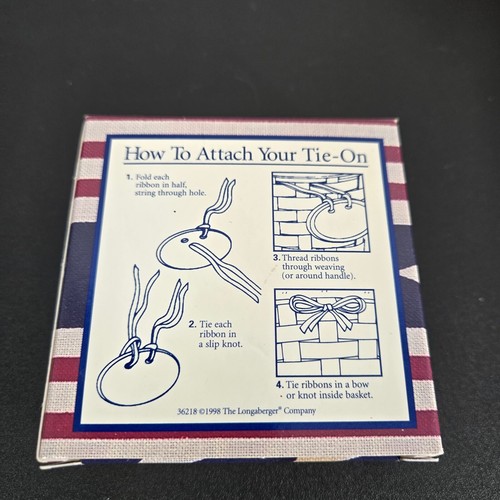 How To Attach Your Tie-On
1. Fold each
ribbon in half,
string through hole.
2. Tie each
ribbon in
a slip knot.
3. Thread ribbons
through weaving
(or around handle).
4. Tie ribbons in a bow
or knot inside basket.
36218 ©1998 The Longaberger® Company